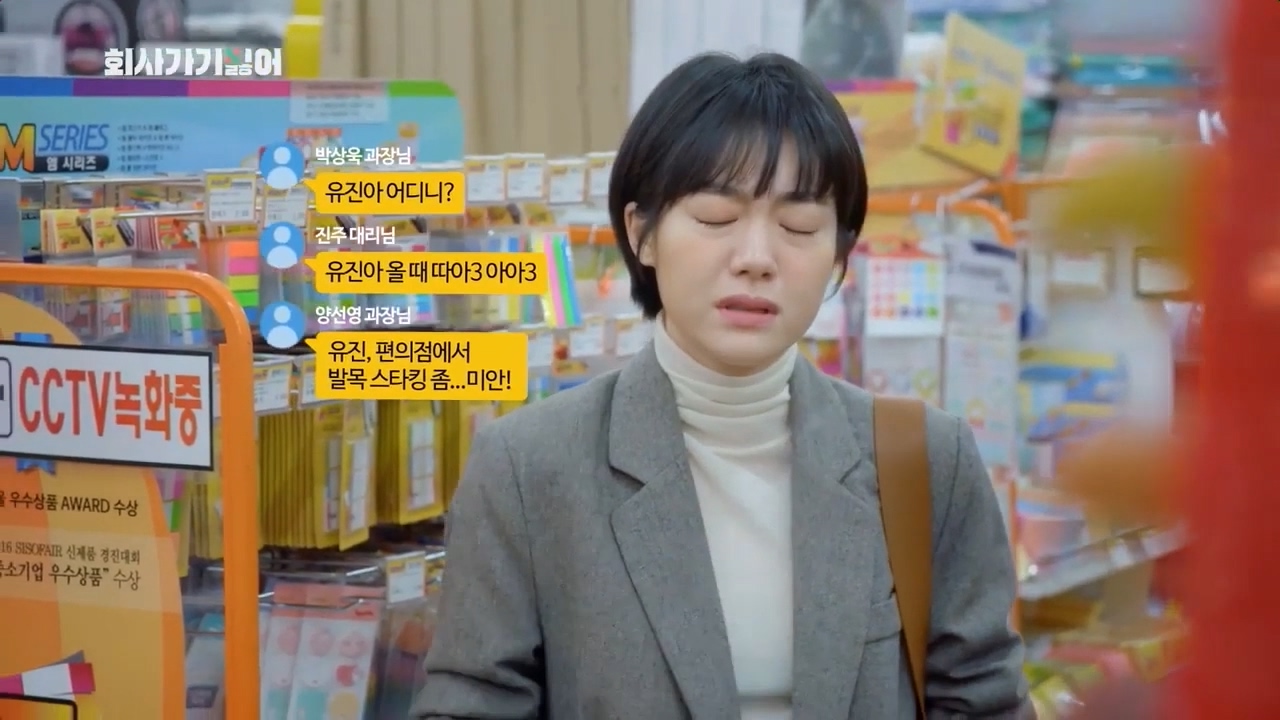 회사가기싫어
M SERIES
엠 시리즈
박상욱 과장님
유진아 어디니?
진주 대리님
유진아 올 때 따아3 아아3
양선영 과장님
유진, 편의점에서
발목 스타킹 좀...미안!
CCTV녹화중
우수상품 AWARD 수상
16 SISOFAIR 신제품 경진대회
중소기업 우수상품" 수상